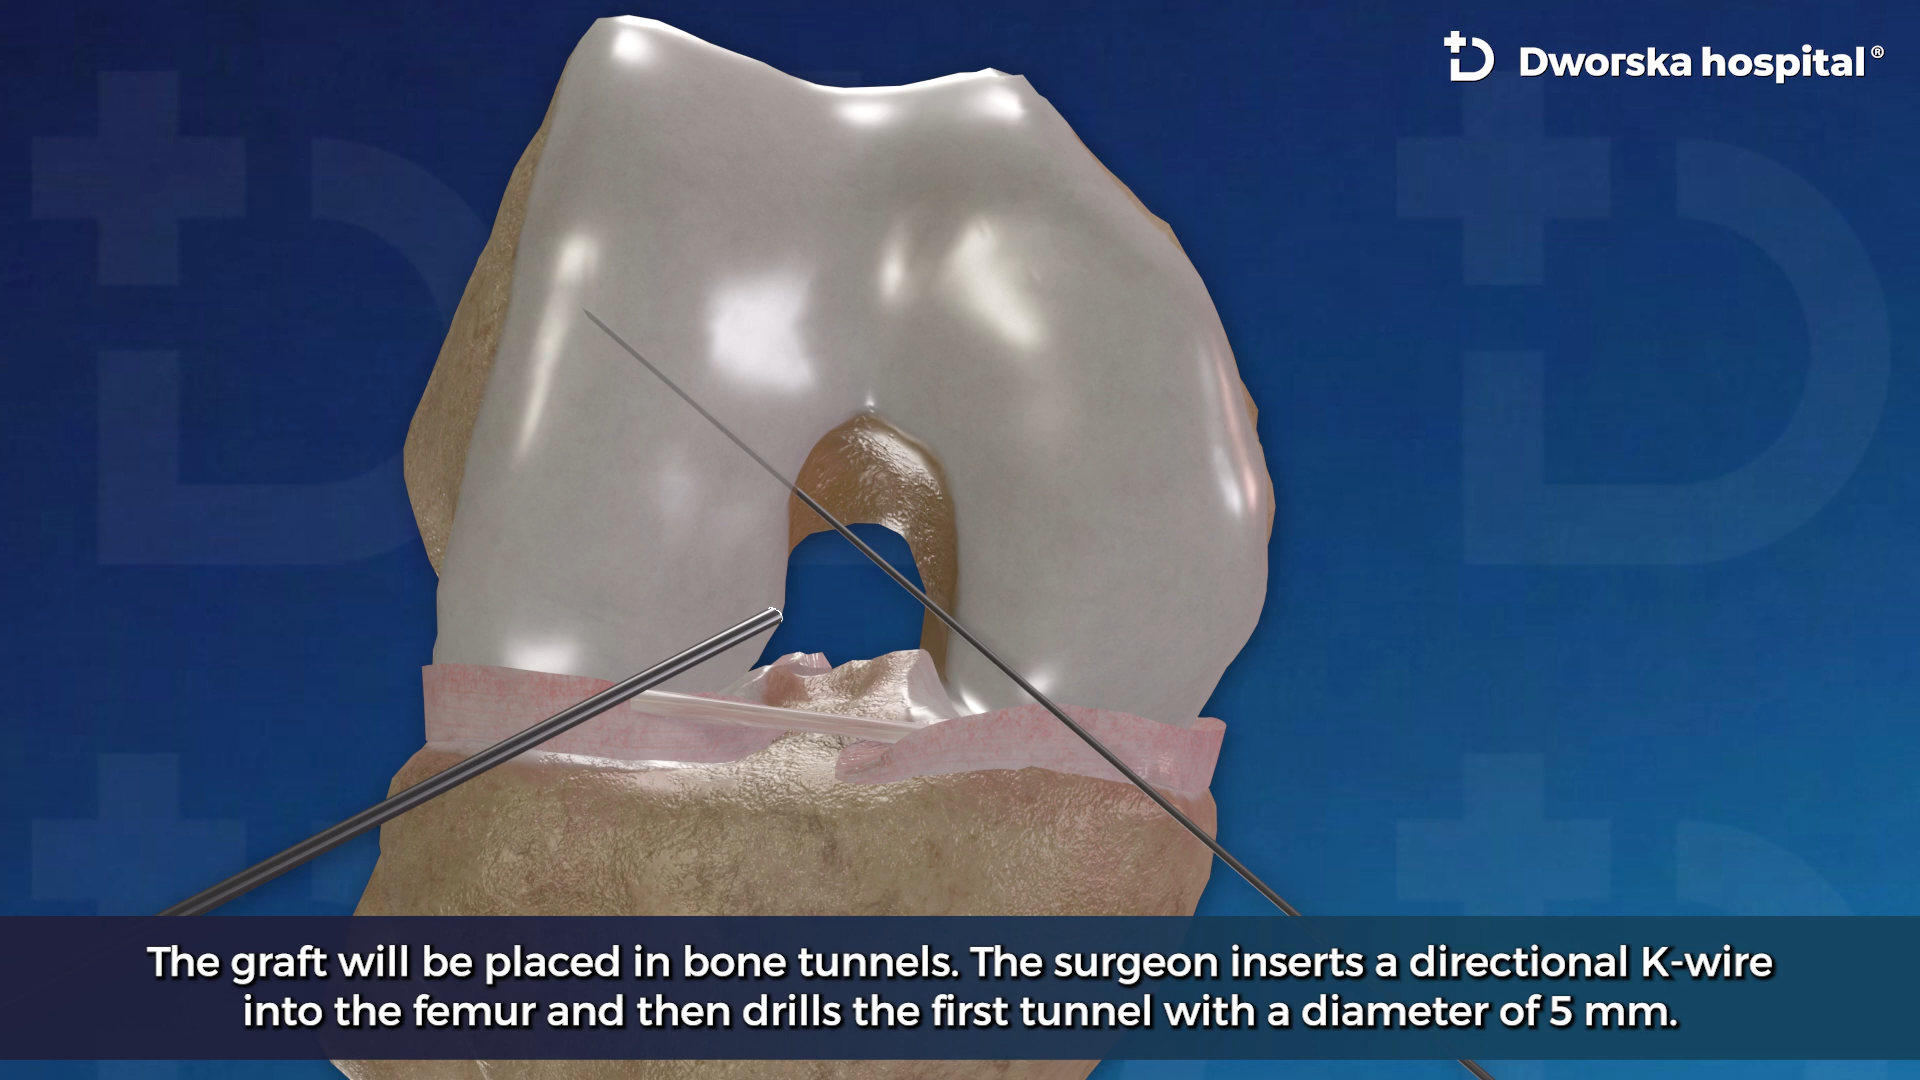 Dworska hospital®
The graft will be placed in bone tunnels. The surgeon inserts a directional K-wire
into the femur and then drills the first tunnel with a diameter of 5 mm.